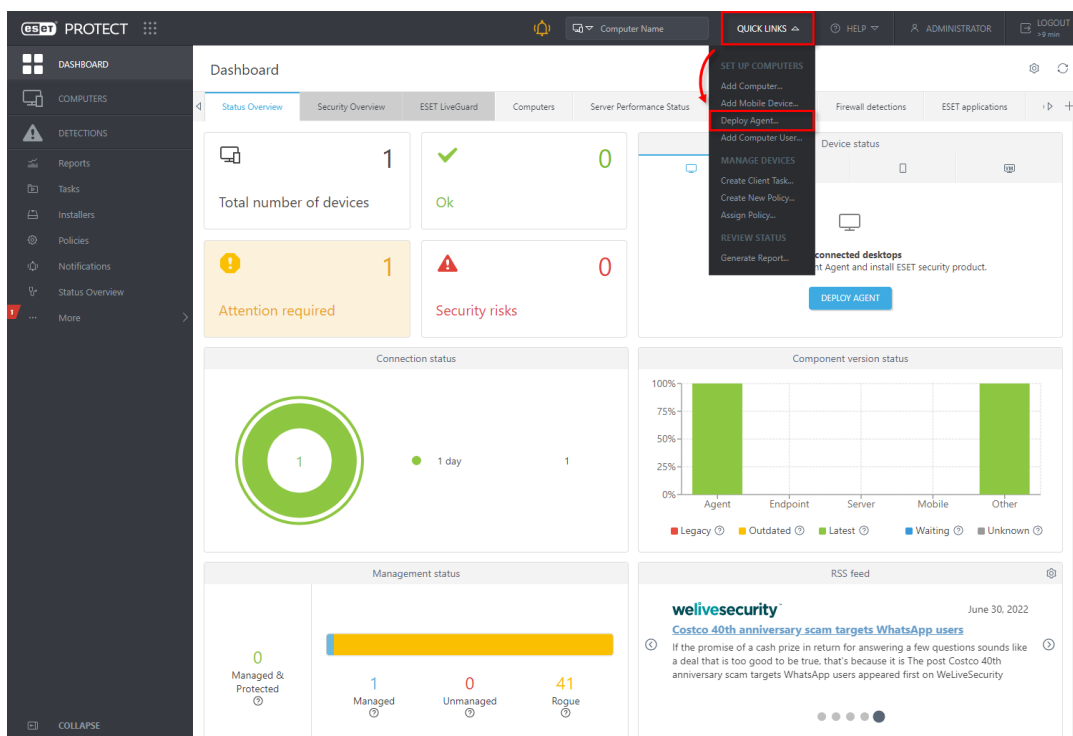 eset PROTECT
Computer Name
QUICK LINKS
HELP
ADMINISTRATOR
LOGOUT
>9 min
DASHBOARD
COMPUTERS
DETECTIONS
Reports
Tasks
Installers
Policies
Notifications
Status Overview
1
More
COLLAPSE
Dashboard
SET UP COMPUTERS
Add Computer...
Add Mobile Device...
Deploy Agent...
Add Computer User...
MANAGE DEVICES
Create Client Task...
Create New Policy...
Assign Policy...
REVIEW STATUS
Generate Report...
Status Overview
Security Overview
ESET LiveGuard
Computers
Server Performance Status
Firewall detections
ESET applications
1
Total number of devices
0
Ok
1
Attention required
0
Security risks
Device status
connected desktops
Agent and install ESET security product.
DEPLOY AGENT
Connection status
1
1 day
1
Component version status
100%
75%
50%
25%
0%
Agent Endpoint Server Mobile Other
Legacy ? Outdated ? Latest ? Waiting ? Unknown ?
Management status
0
Managed &
Protected
?
1
Managed
?
0
Unmanaged
?
41
Rogue
?
RSS feed
welivesecurity
June 30, 2022
Costco 40th anniversary scam targets WhatsApp users
If the promise of a cash prize in return for answering a few questions sounds like
a deal that is too good to be true, that's because it is The post Costco 40th
anniversary scam targets WhatsApp users appeared first on WeLiveSecurity